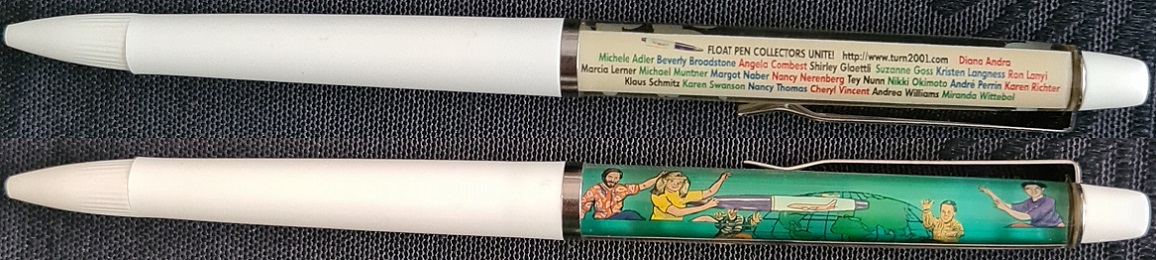 FLOAT PEN COLLECTORS UNITE! http://www.turn2001.com Diana Andra
Michele Adler Beverly Broadstone Angela Combest Shirley Glaettli Suzanne Goss Kristen Langness Ron Lanyi
Marcia Lerner Michael Muntner Margot Naber Nancy Nerenberg Tey Nunn Nikki Okimoto André Perrin Karen Richter
Klaus Schmitz Karen Swanson Nancy Thomas Cheryl Vincent Andrea Williams Miranda Wittebol